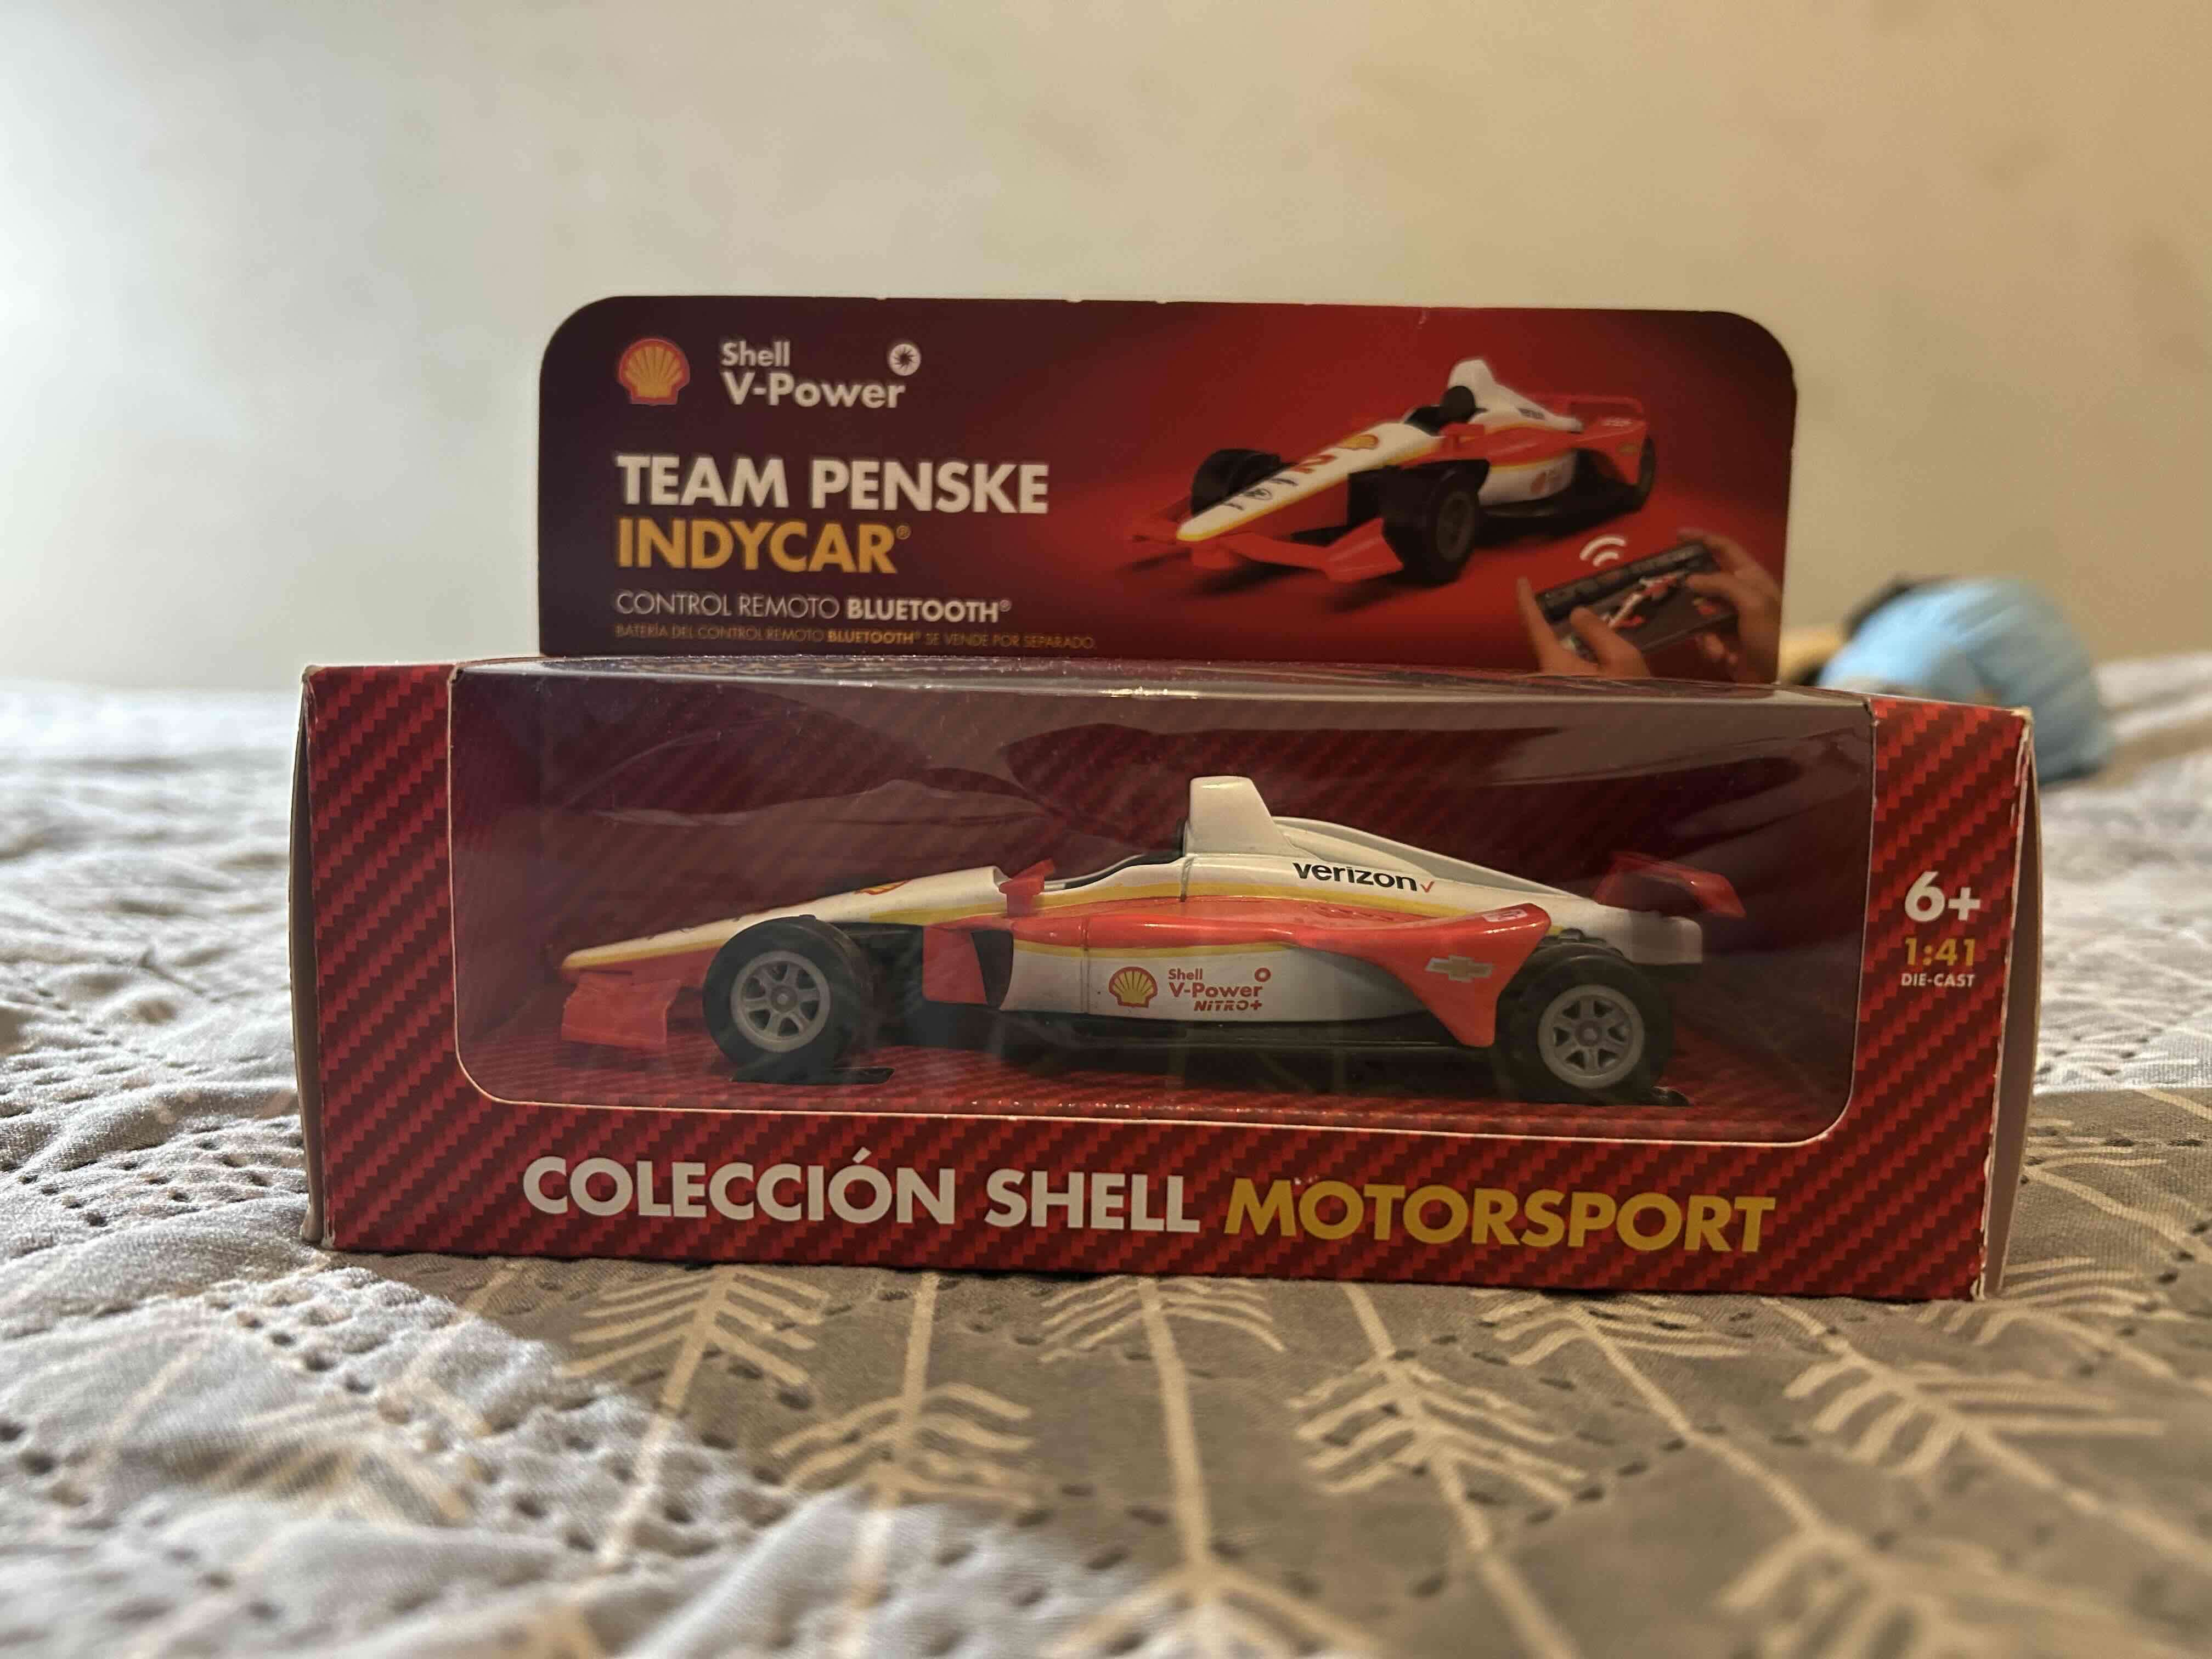 Shell
V-Power
TEAM PENSKE
INDYCAR®
CONTROL REMOTO BLUETOOTH®
BATERÍA DEL CONTROL REMOTO BLUETOOTH® SE VENDE POR SEPARADO.
verizon
Shell
V-Power
NiTRO+
6+
1:41
DIE-CAST
COLECCIÓN SHELL MOTORSPORT